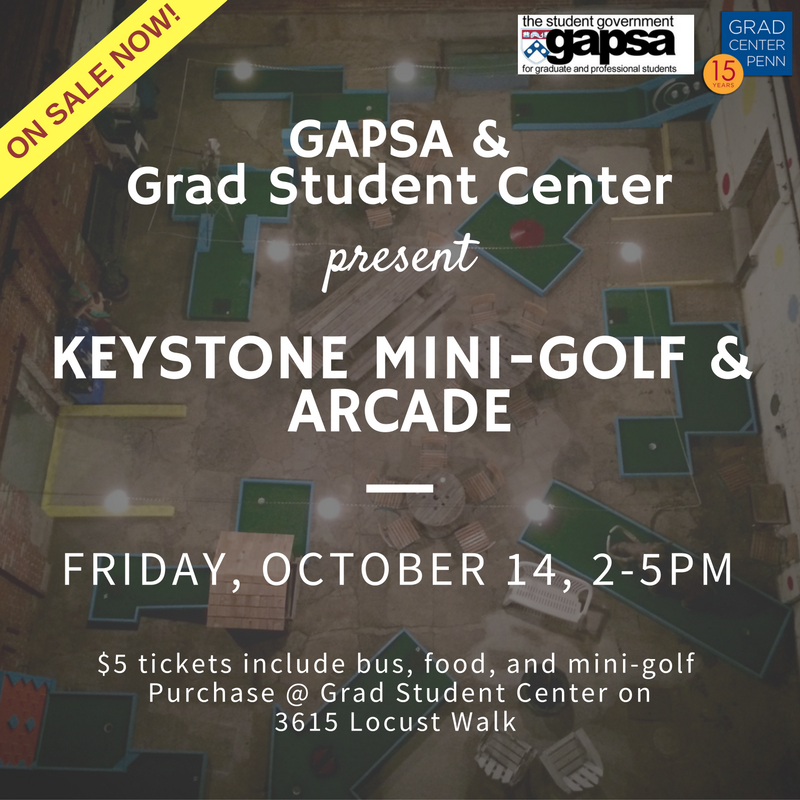 ON SALE NOW!
the student government
gapsa
for graduate and professional students
GRAD
CENTER
PENN
15
YEARS
GAPSA &
Grad Student Center
present
KEYSTONE MINI-GOLF &
ARCADE
FRIDAY, OCTOBER 14, 2-5PM
$5 tickets include bus, food, and mini-golf
Purchase @ Grad Student Center on
3615 Locust Walk